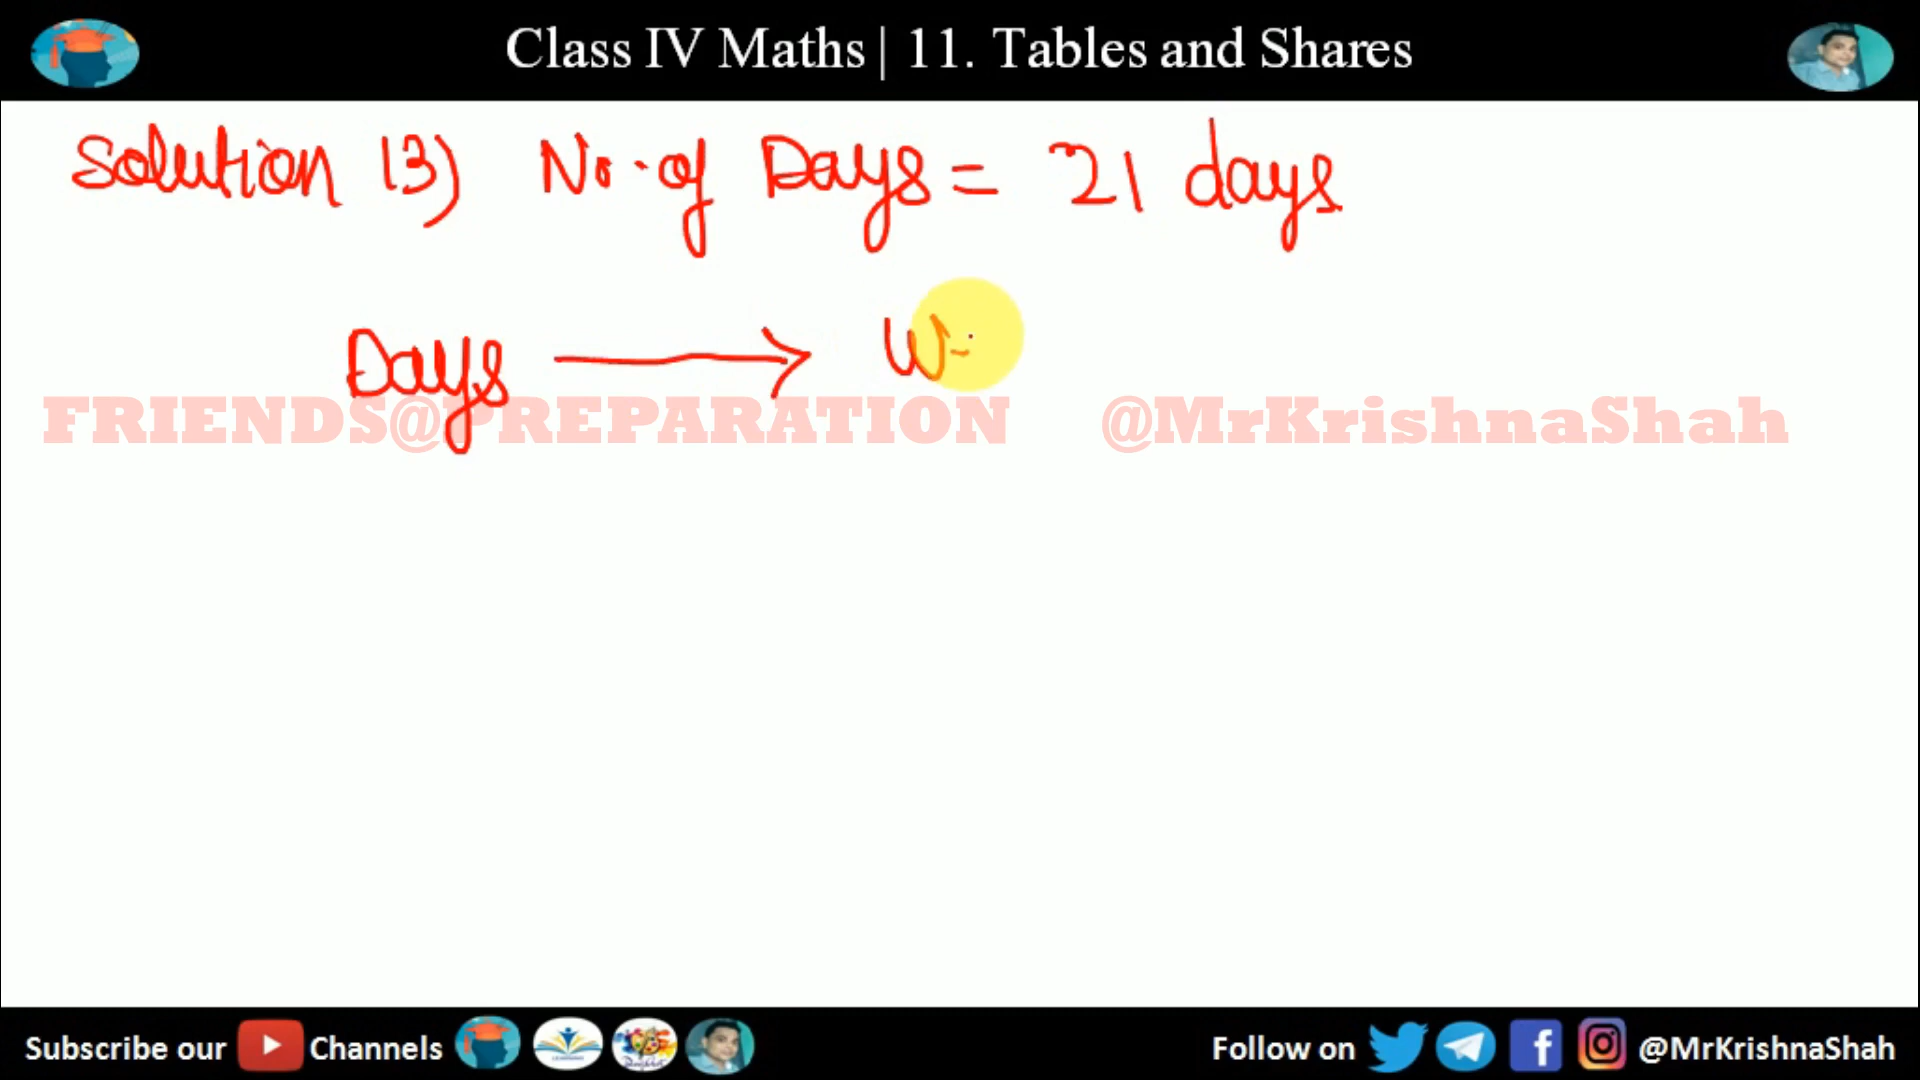 Class IV Maths | 11. Tables and Shares
Solution 13) No. of Days = 21 days
Days → W
FRIENDS@PREPARATION @MrKrishnaShah
Subscribe our Channels Follow on @MrKrishnaShah